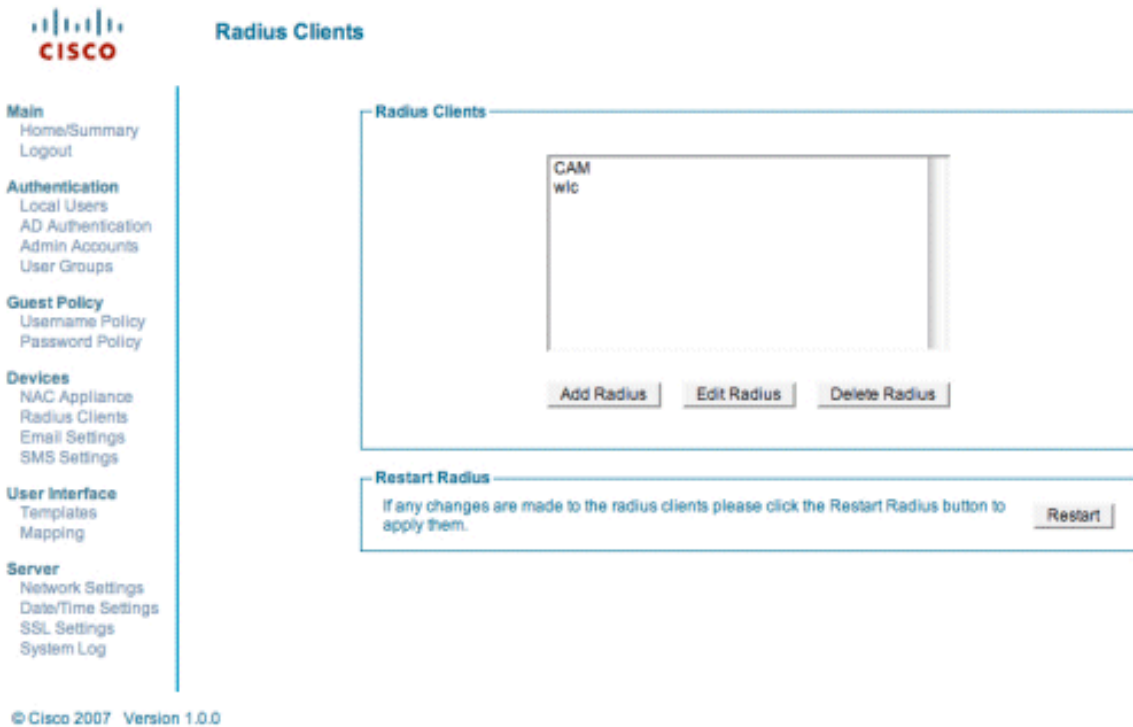 CISCO
Radius Clients
Main
Home/Summary
Logout
Authentication
Local Users
AD Authentication
Admin Accounts
User Groups
Guest Policy
Username Policy
Password Policy
Devices
NAC Appliance
Radius Clients
Email Settings
SMS Settings
User Interface
Templates
Mapping
Server
Network Settings
Date/Time Settings
SSL Settings
System Log
Radius Clients
CAM
wlc
Add Radius
Edit Radius
Delete Radius
Restart Radius
If any changes are made to the radius clients please click the Restart Radius button to
apply them.
Restart
© Cisco 2007 Version 1.0.0